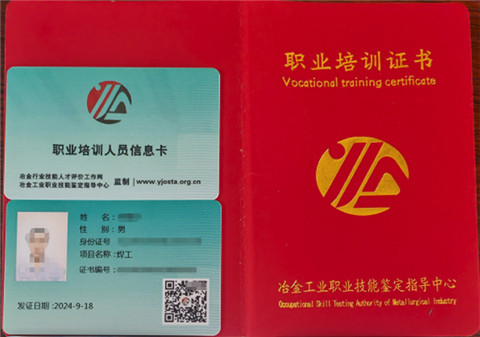 职业培训人员信息卡
冶金行业技能人才评价工作网
冶金工业职业技能鉴定指导中心
监制
www.yjosta.org.cn
姓 名:
性 别:男
身份证号
项目名称:焊工
证书编号:
发证日期:2024-9-18
职业培训证书
Vocational training certificate
冶金工业职业技能鉴定指导中心
Occupational Skill Testing Authority of Metallurgical Industry